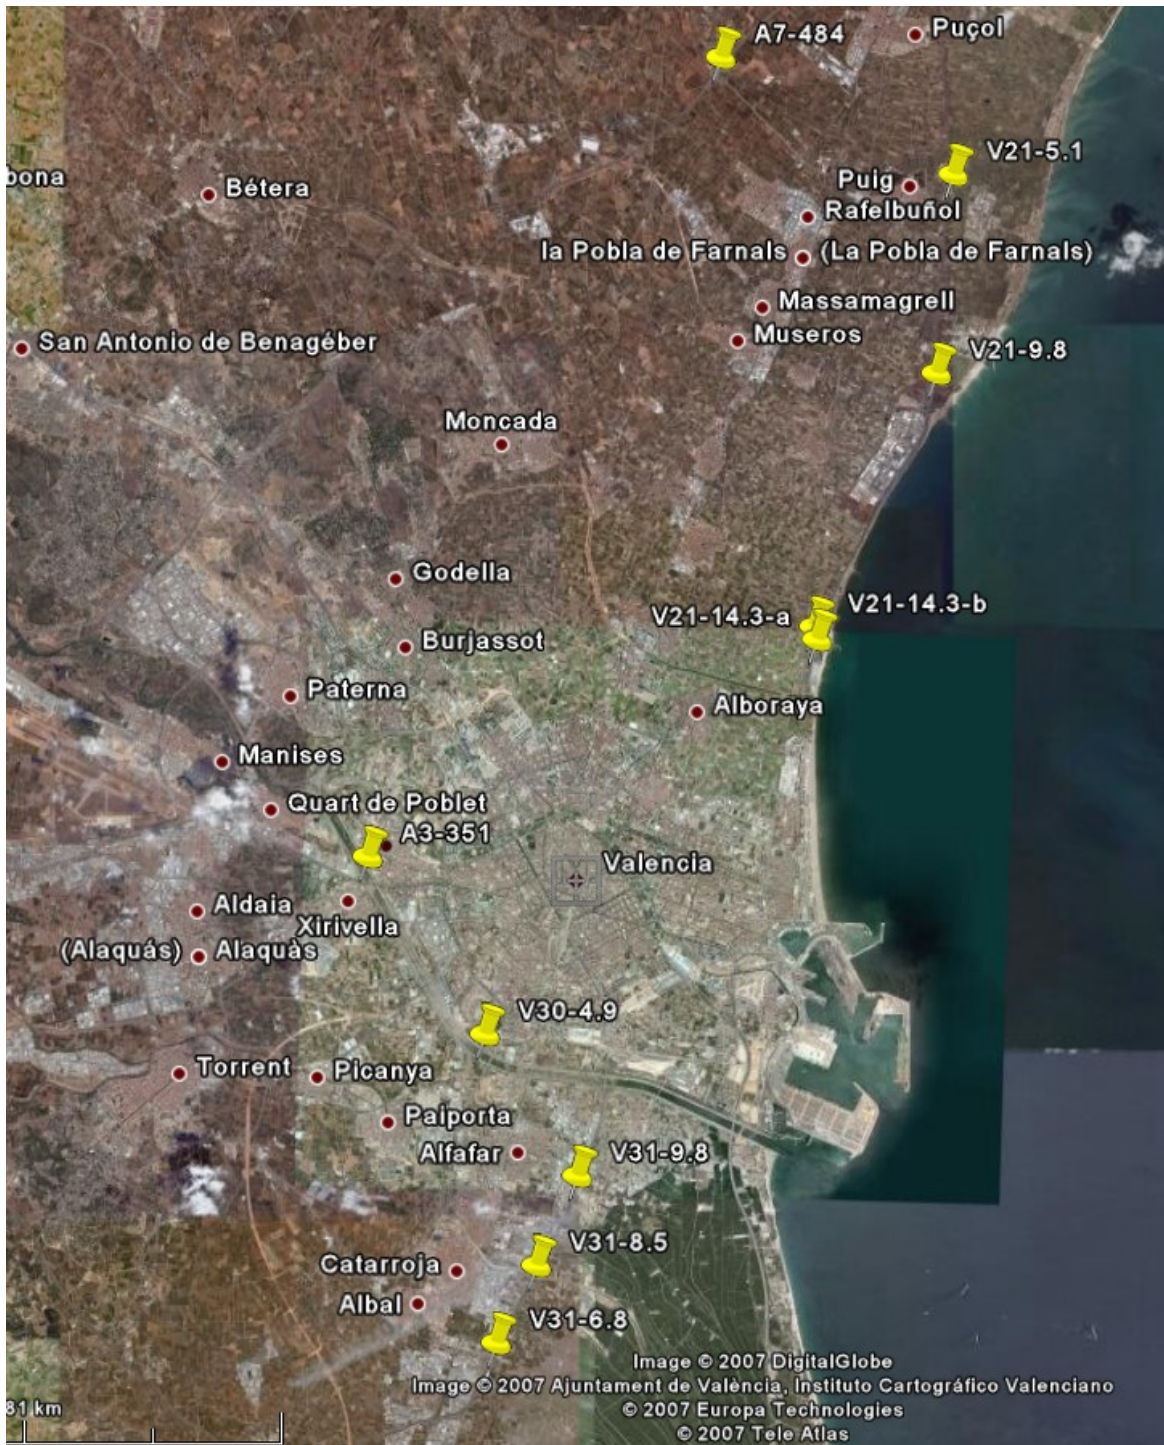 A7-484
Puçol
V21-5.1
bona
Bétera
Puig
Rafelbuñol
la Pobla de Farnals
(La Pobla de Farnals)
Massamagrell
San Antonio de Benagéber
Museros
V21-9.8
Moncada
Godella
V21-14.3-a
V21-14.3-b
Burjassot
Paterna
Alboraya
Manises
Quart de Poblet
A3-351
Valencia
Aldaia
Xirivella
(Alaquás)
Alaquàs
V30-4.9
Torrent
Picanya
Paiporta
Alfafar
V31-9.8
V31-8.5
Catarroja
Albal
V31-6.8
Image © 2007 DigitalGlobe
Image © 2007 Ajuntament de València, Instituto Cartográfico Valenciano
© 2007 Europa Technologies
© 2007 Tele Atlas
81 km